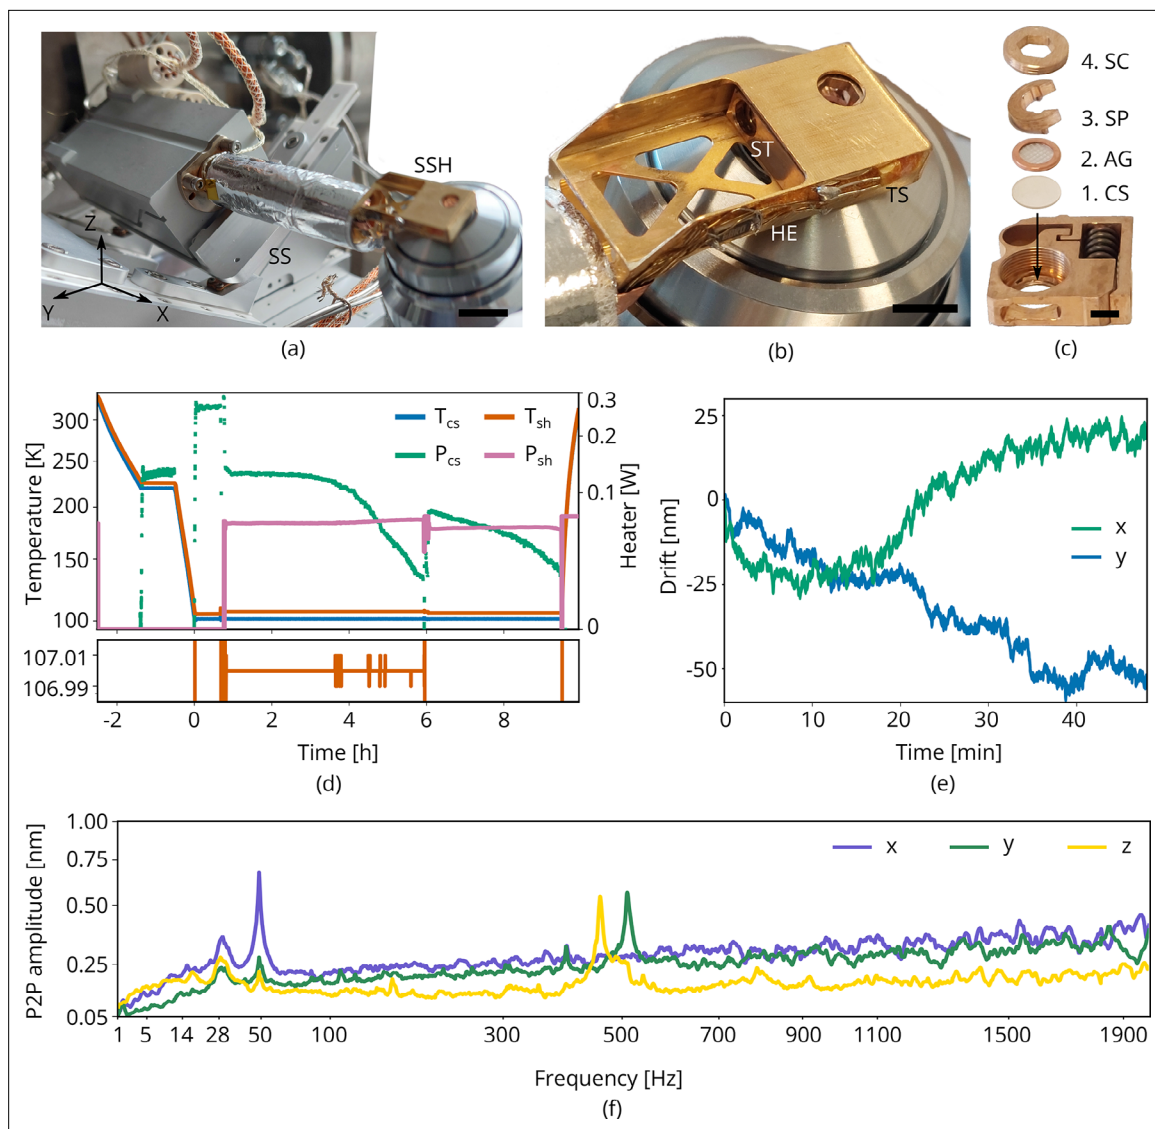 SSH
Z
SS
Y
X
(a)
ST
TS
HE
(b)
4. SC
3. SP
2. AG
1. CS
(c)
Temperature [K]
300
250
200
150
100
T_cs
T_sh
P_cs
P_sh
0.3
0.2
0.1
0
Heater [W]
107.01
106.99
-2
0
2
4
6
8
Time [h]
(d)
Drift [nm]
25
0
-25
-50
x
y
0
10
20
30
40
Time [min]
(e)
P2P amplitude [nm]
1.00
0.75
0.50
0.25
0.05
x
y
z
1 5 14 28 50 100 300 500 700 900 1100 1500 1900
Frequency [Hz]
(f)